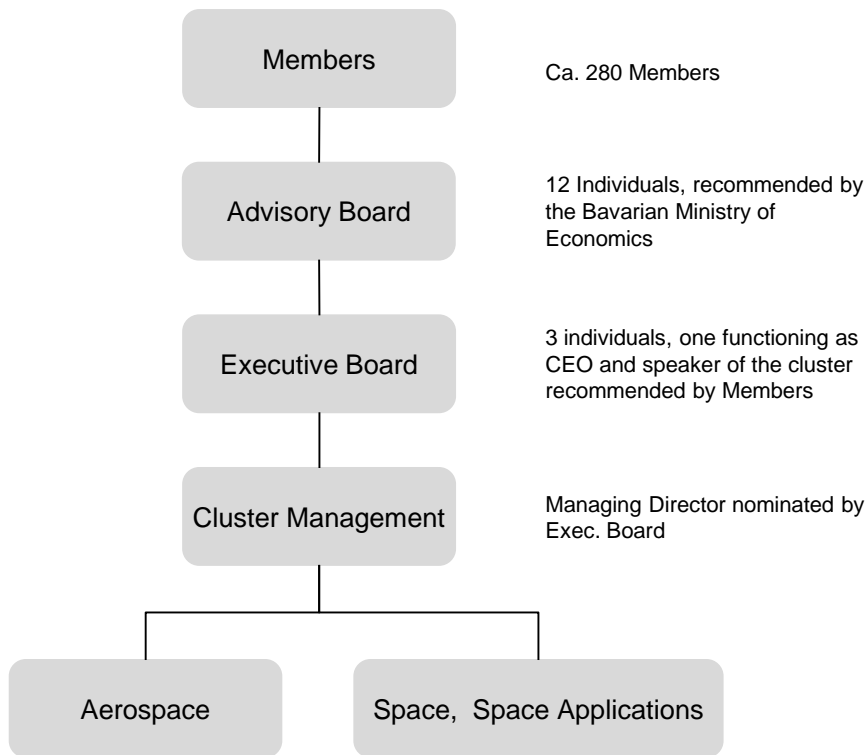 Members
Ca. 280 Members
Advisory Board
12 Individuals, recommended by
the Bavarian Ministry of
Economics
Executive Board
3 individuals, one functioning as
CEO and speaker of the cluster
recommended by Members
Cluster Management
Managing Director nominated by
Exec. Board
Aerospace
Space,  Space Applications